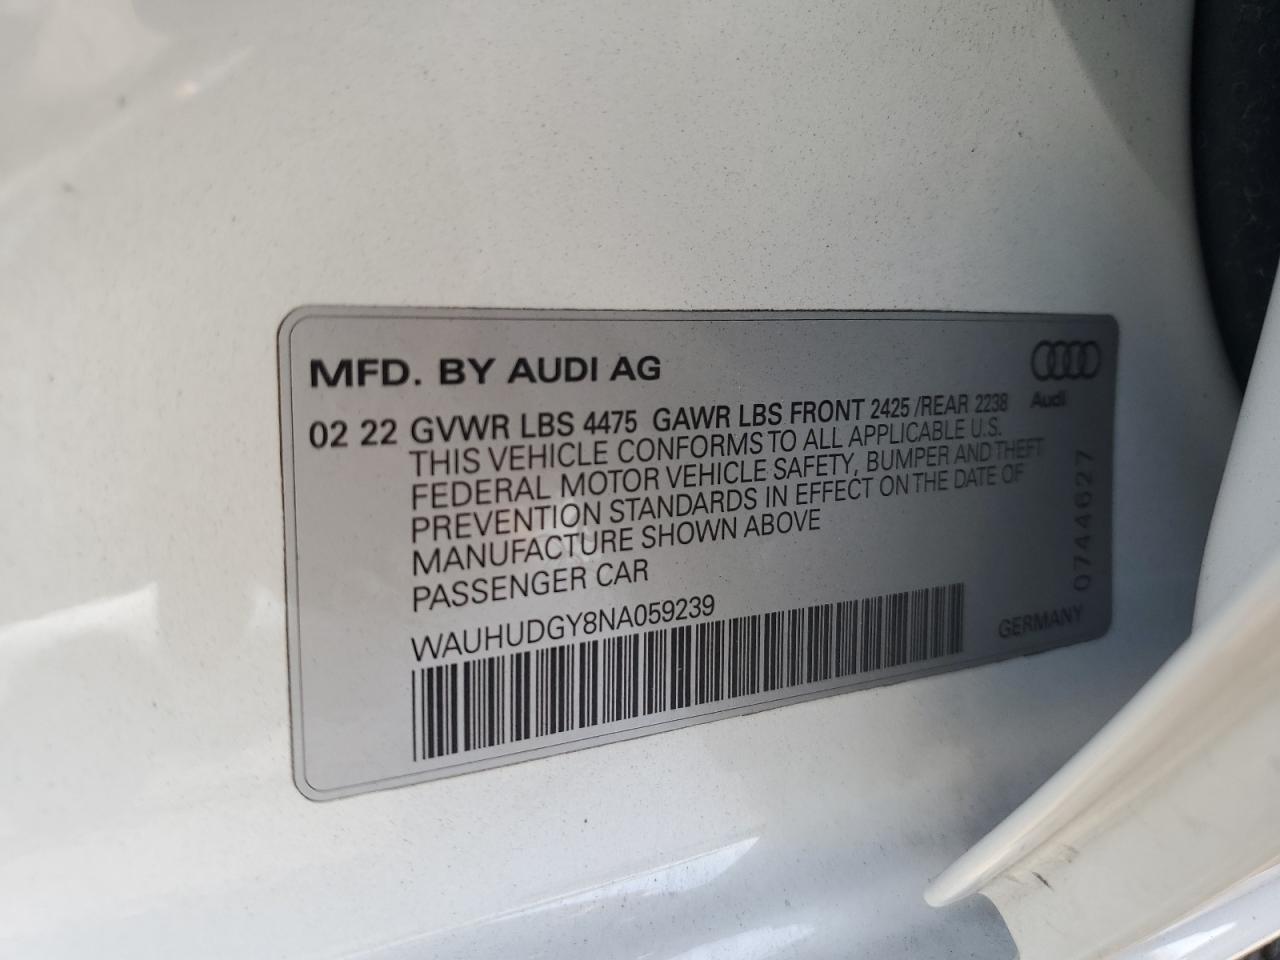 MFD. BY AUDI AG
Audi
02 22 GVWR LBS 4475 GAWR LBS FRONT 2425 /REAR 2238
THIS VEHICLE CONFORMS TO ALL APPLICABLE U.S.
FEDERAL MOTOR VEHICLE SAFETY, BUMPER AND THEFT
PREVENTION STANDARDS IN EFFECT ON THE DATE OF
MANUFACTURE SHOWN ABOVE
PASSENGER CAR
WAUHUDGY8NA059239
GERMANY
0744627